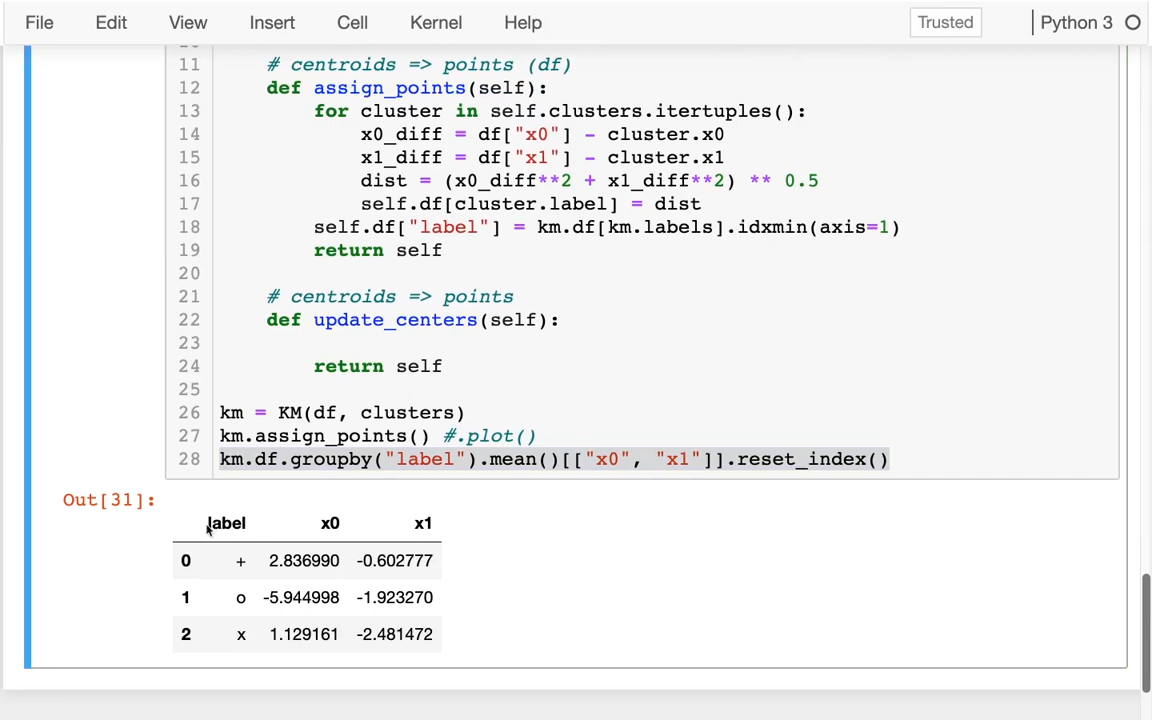 File Edit View Insert Cell Kernel Help Trusted Python 3
11 # centroids => points (df)
12 def assign_points(self):
13 for cluster in self.clusters.itertuples():
14 x0_diff = df["x0"] - cluster.x0
15 x1_diff = df["x1"] - cluster.x1
16 dist = (x0_diff**2 + x1_diff**2) ** 0.5
17 self.df[cluster.label] = dist
18 self.df["label"] = km.df[km.labels].idxmin(axis=1)
19 return self
20
21 # centroids => points
22 def update_centers(self):
23
24 return self
25
26 km = KM(df, clusters)
27 km.assign_points() #.plot()
28 km.df.groupby("label").mean()[["x0", "x1"]].reset_index()
Out[31]:
label x0 x1
0 + 2.836990 -0.602777
1 o -5.944998 -1.923270
2 x 1.129161 -2.481472